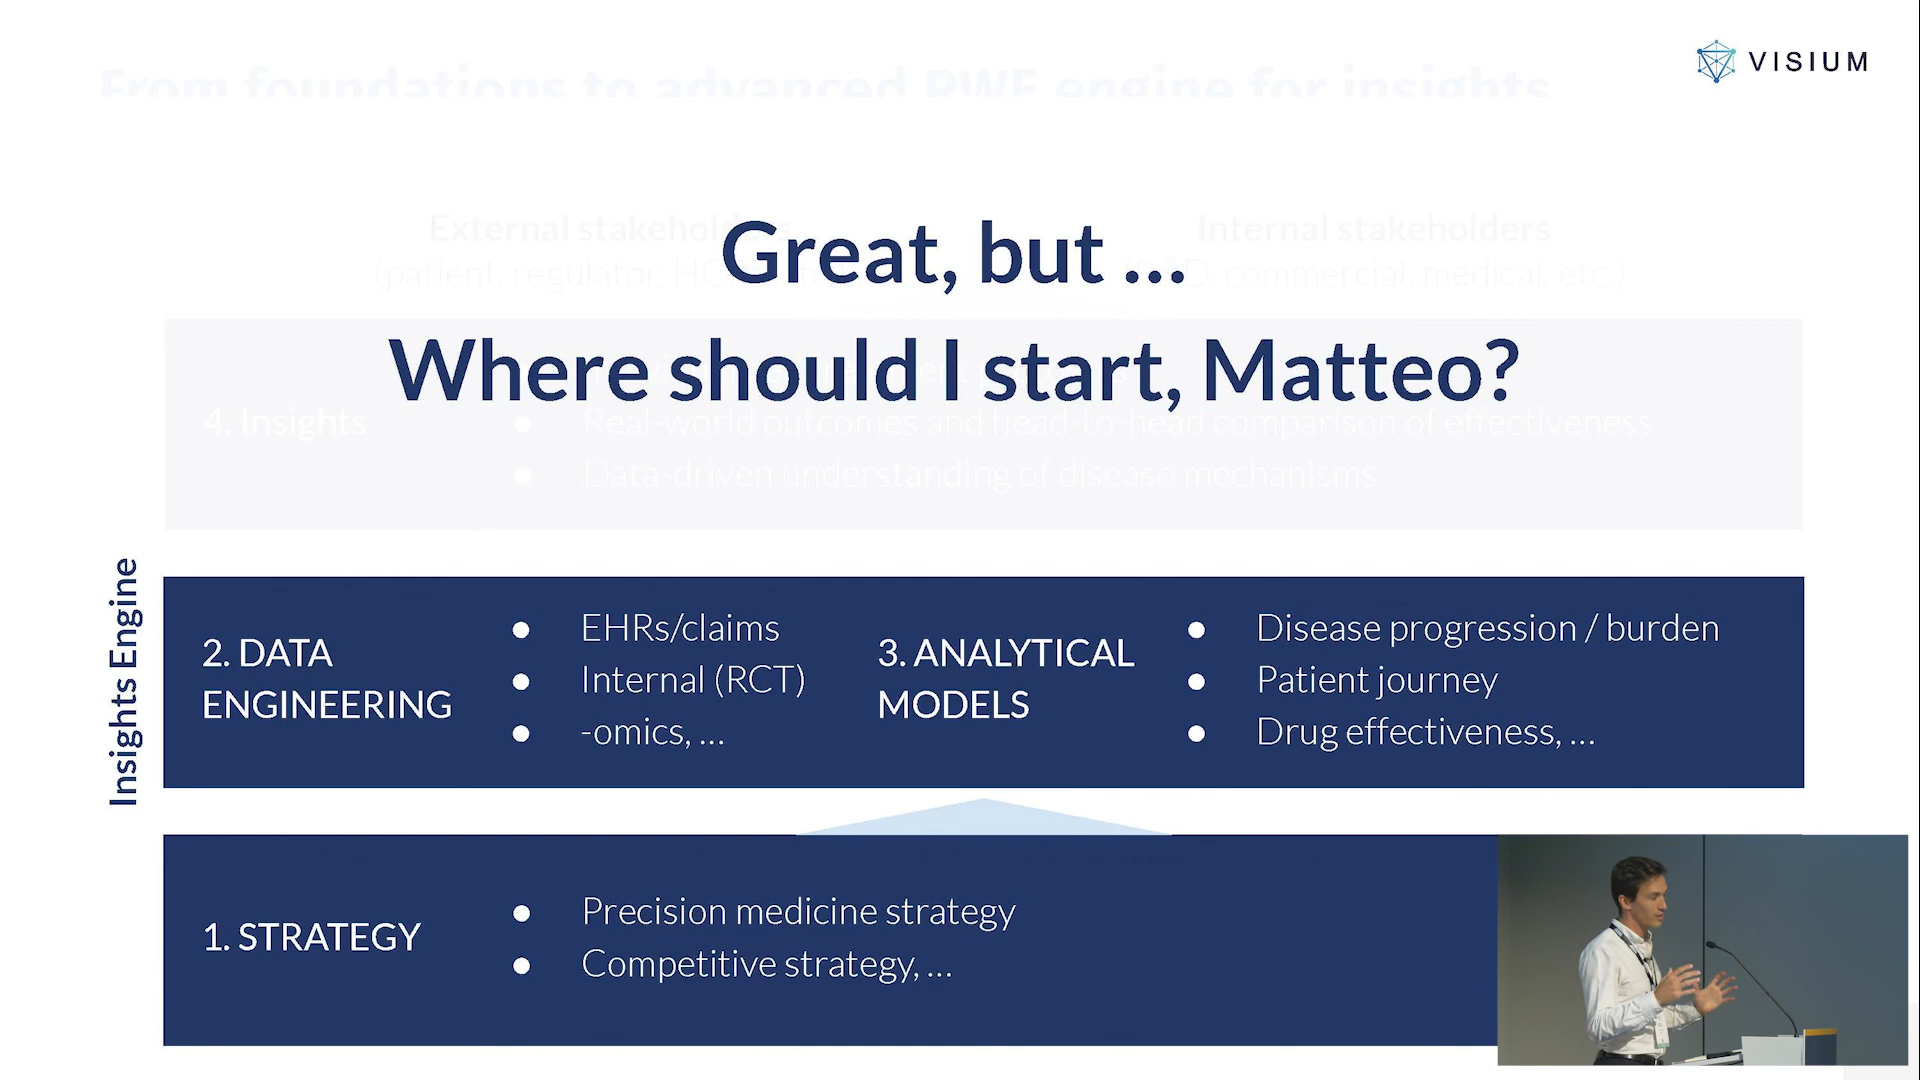 VISIUM
From foundations to advanced RWE engine for insights
External stakeholders
Internal stakeholders
(patient, regulator,
commercial, medical, etc.)
Great, but ...
Where should I start, Matteo?
4. Insights
Real-world outcomes and head-to-head comparison of effectiveness
Data-driven understanding of disease mechanisms
Insights Engine
2. DATA
ENGINEERING
EHRs/claims
Internal (RCT)
-omics, ...
3. ANALYTICAL
MODELS
Disease progression / burden
Patient journey
Drug effectiveness, ...
1. STRATEGY
Precision medicine strategy
Competitive strategy, ...